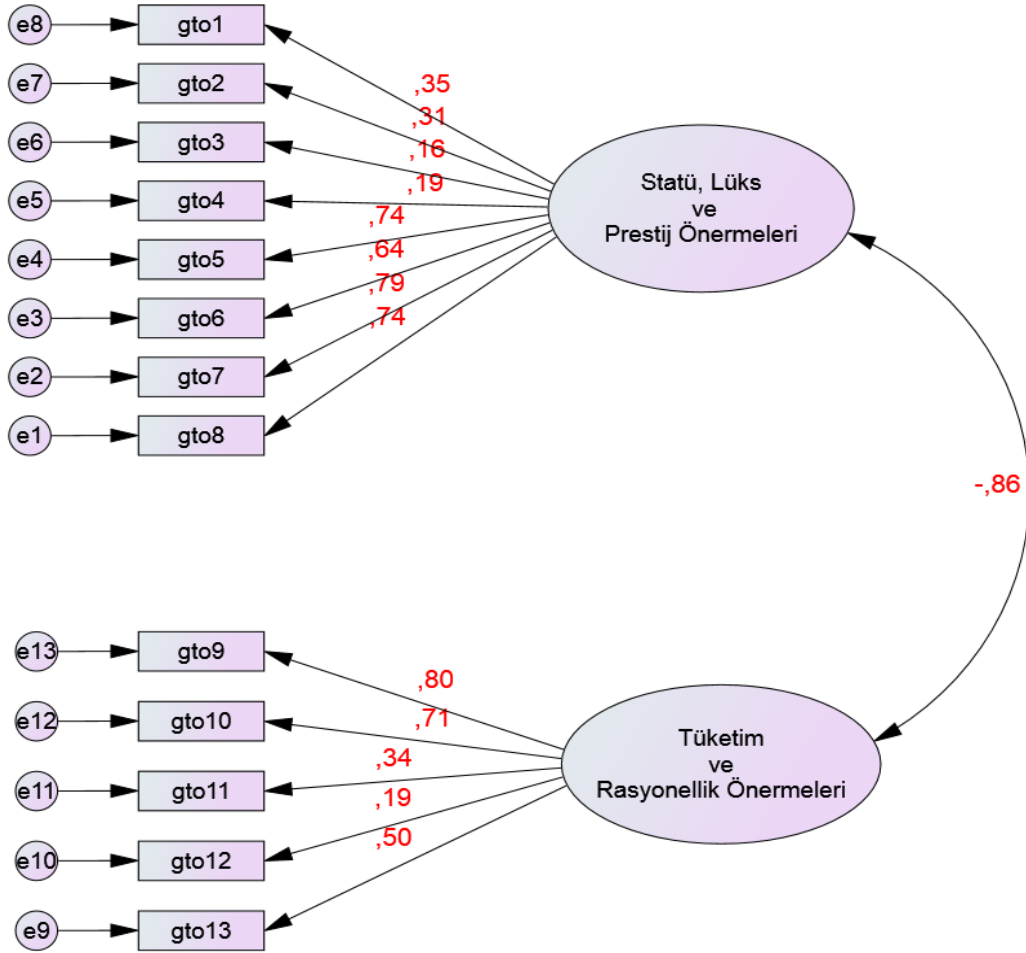 e8 gto1
e7 gto2
,35
,31
e6 gto3
,16
,19
e5 gto4
Statü, Lüks
ve
Prestij Önermeleri
,74
e4 gto5
,64
,79
e3 gto6
,74
e2 gto7
e1 gto8
-,86
e13 gto9
,80
e12 gto10
,71
,34
e11 gto11
,19
Tüketim
ve
Rasyonellik Önermeleri
,50
e10 gto12
e9 gto13